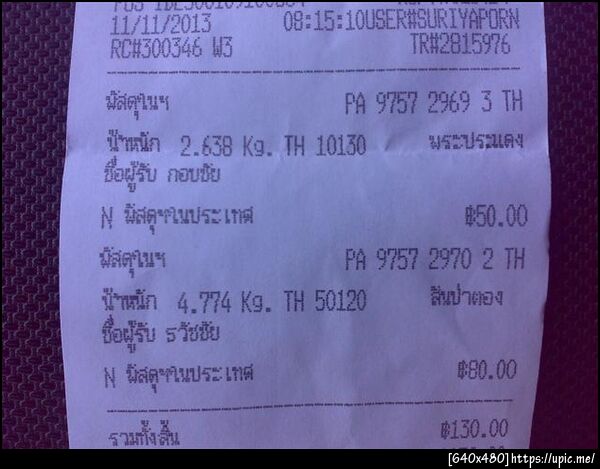 11/11/2013 08:15:10USER#SURIYAPORN
RC#300346 W3 TR#2815976
พัสดุในฯ PA 9757 2969 3 TH
น้ำหนัก 2.638 Kg. TH 10130 พระประแดง
ชื่อผู้รับ กอบชัย
N พัสดุฯในประเทศ ฿50.00
พัสดุในฯ PA 9757 2970 2 TH
น้ำหนัก 4.774 Kg. TH 50120 สันป่าตอง
ชื่อผู้รับ ธวัชชัย
N พัสดุฯในประเทศ ฿80.00
รวมทั้งสิ้น ฿130.00
[640x480]https://upic.me/